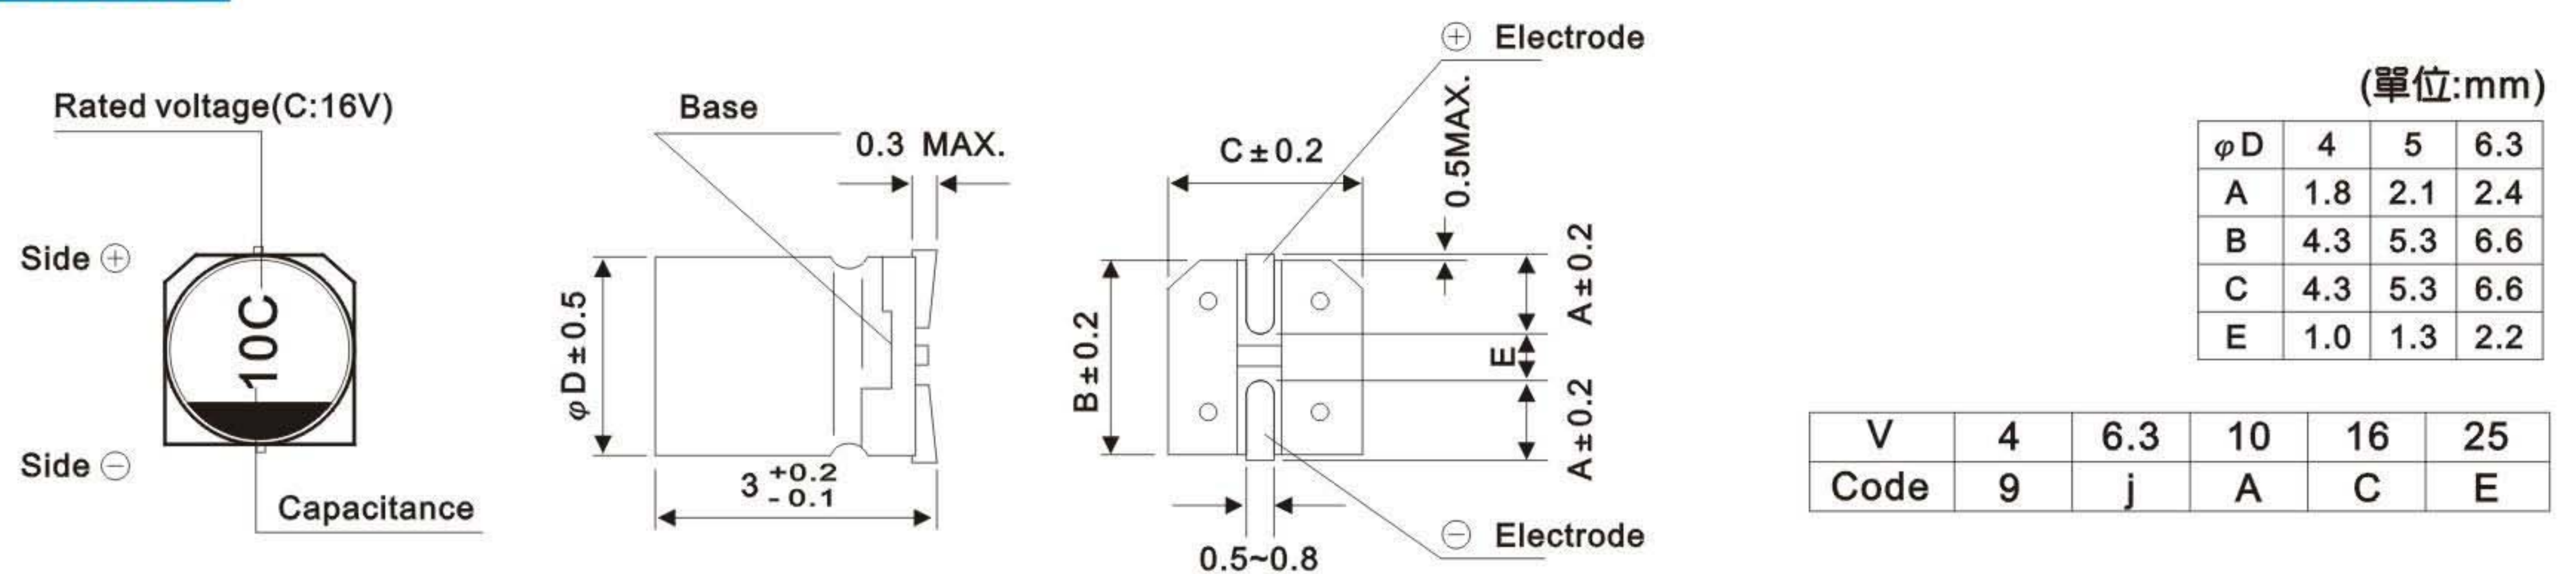 Rated voltage(C:16V)
Side ⊕
10C
Side ⊖
Capacitance
Base
0.3 MAX.
φD±0.5
3 +0.2 -0.1
⊕ Electrode
C±0.2
0.5MAX.
A±0.2
B±0.2
E
A±0.2
0.5~0.8
⊖ Electrode
(單位:mm)
φD 4 5 6.3
A 1.8 2.1 2.4
B 4.3 5.3 6.6
C 4.3 5.3 6.6
E 1.0 1.3 2.2
V 4 6.3 10 16 25
Code 9 j A C E